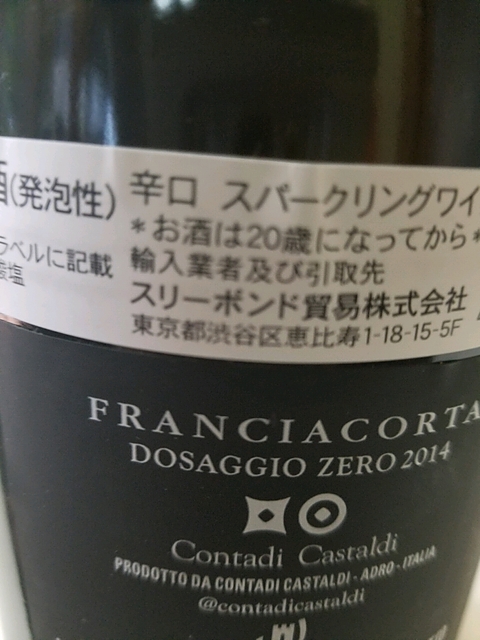 酒(発泡性) 辛口 スパークリングワイ
*お酒は20歳になってから*
ラベルに記載 輸入業者及び引取先
酸塩 スリーボンド貿易株式会社
東京都渋谷区恵比寿1-18-15-5F
FRANCIACORTA
DOSAGGIO ZERO 2014
Contadi Castaldi
PRODOTTO DA CONTADI CASTALDI - ADRO - ITALIA
@contadicastaldi